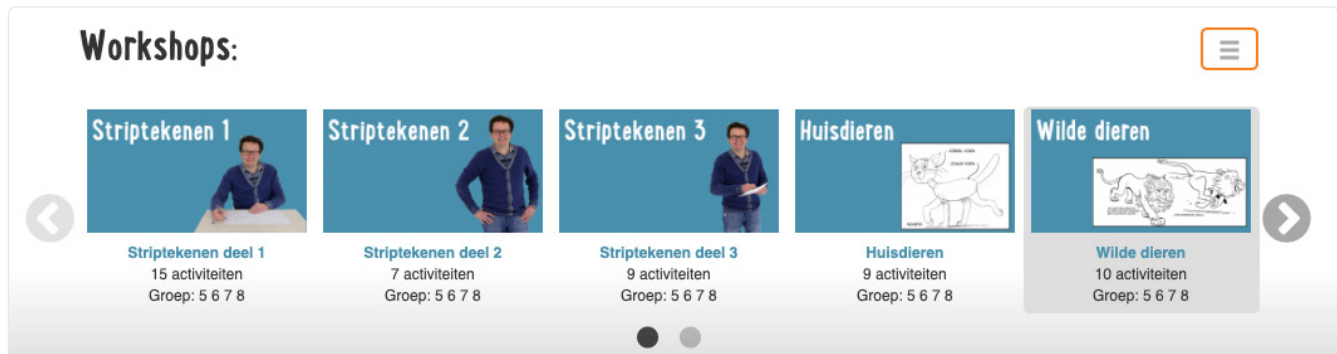 Workshops:
Striptekenen 1
Striptekenen deel 1
15 activiteiten
Groep: 5 6 7 8
Striptekenen 2
Striptekenen deel 2
7 activiteiten
Groep: 5 6 7 8
Striptekenen 3
Striptekenen deel 3
9 activiteiten
Groep: 5 6 7 8
Huisdieren
Huisdieren
9 activiteiten
Groep: 5 6 7 8
Wilde dieren
Wilde dieren
10 activiteiten
Groep: 5 6 7 8